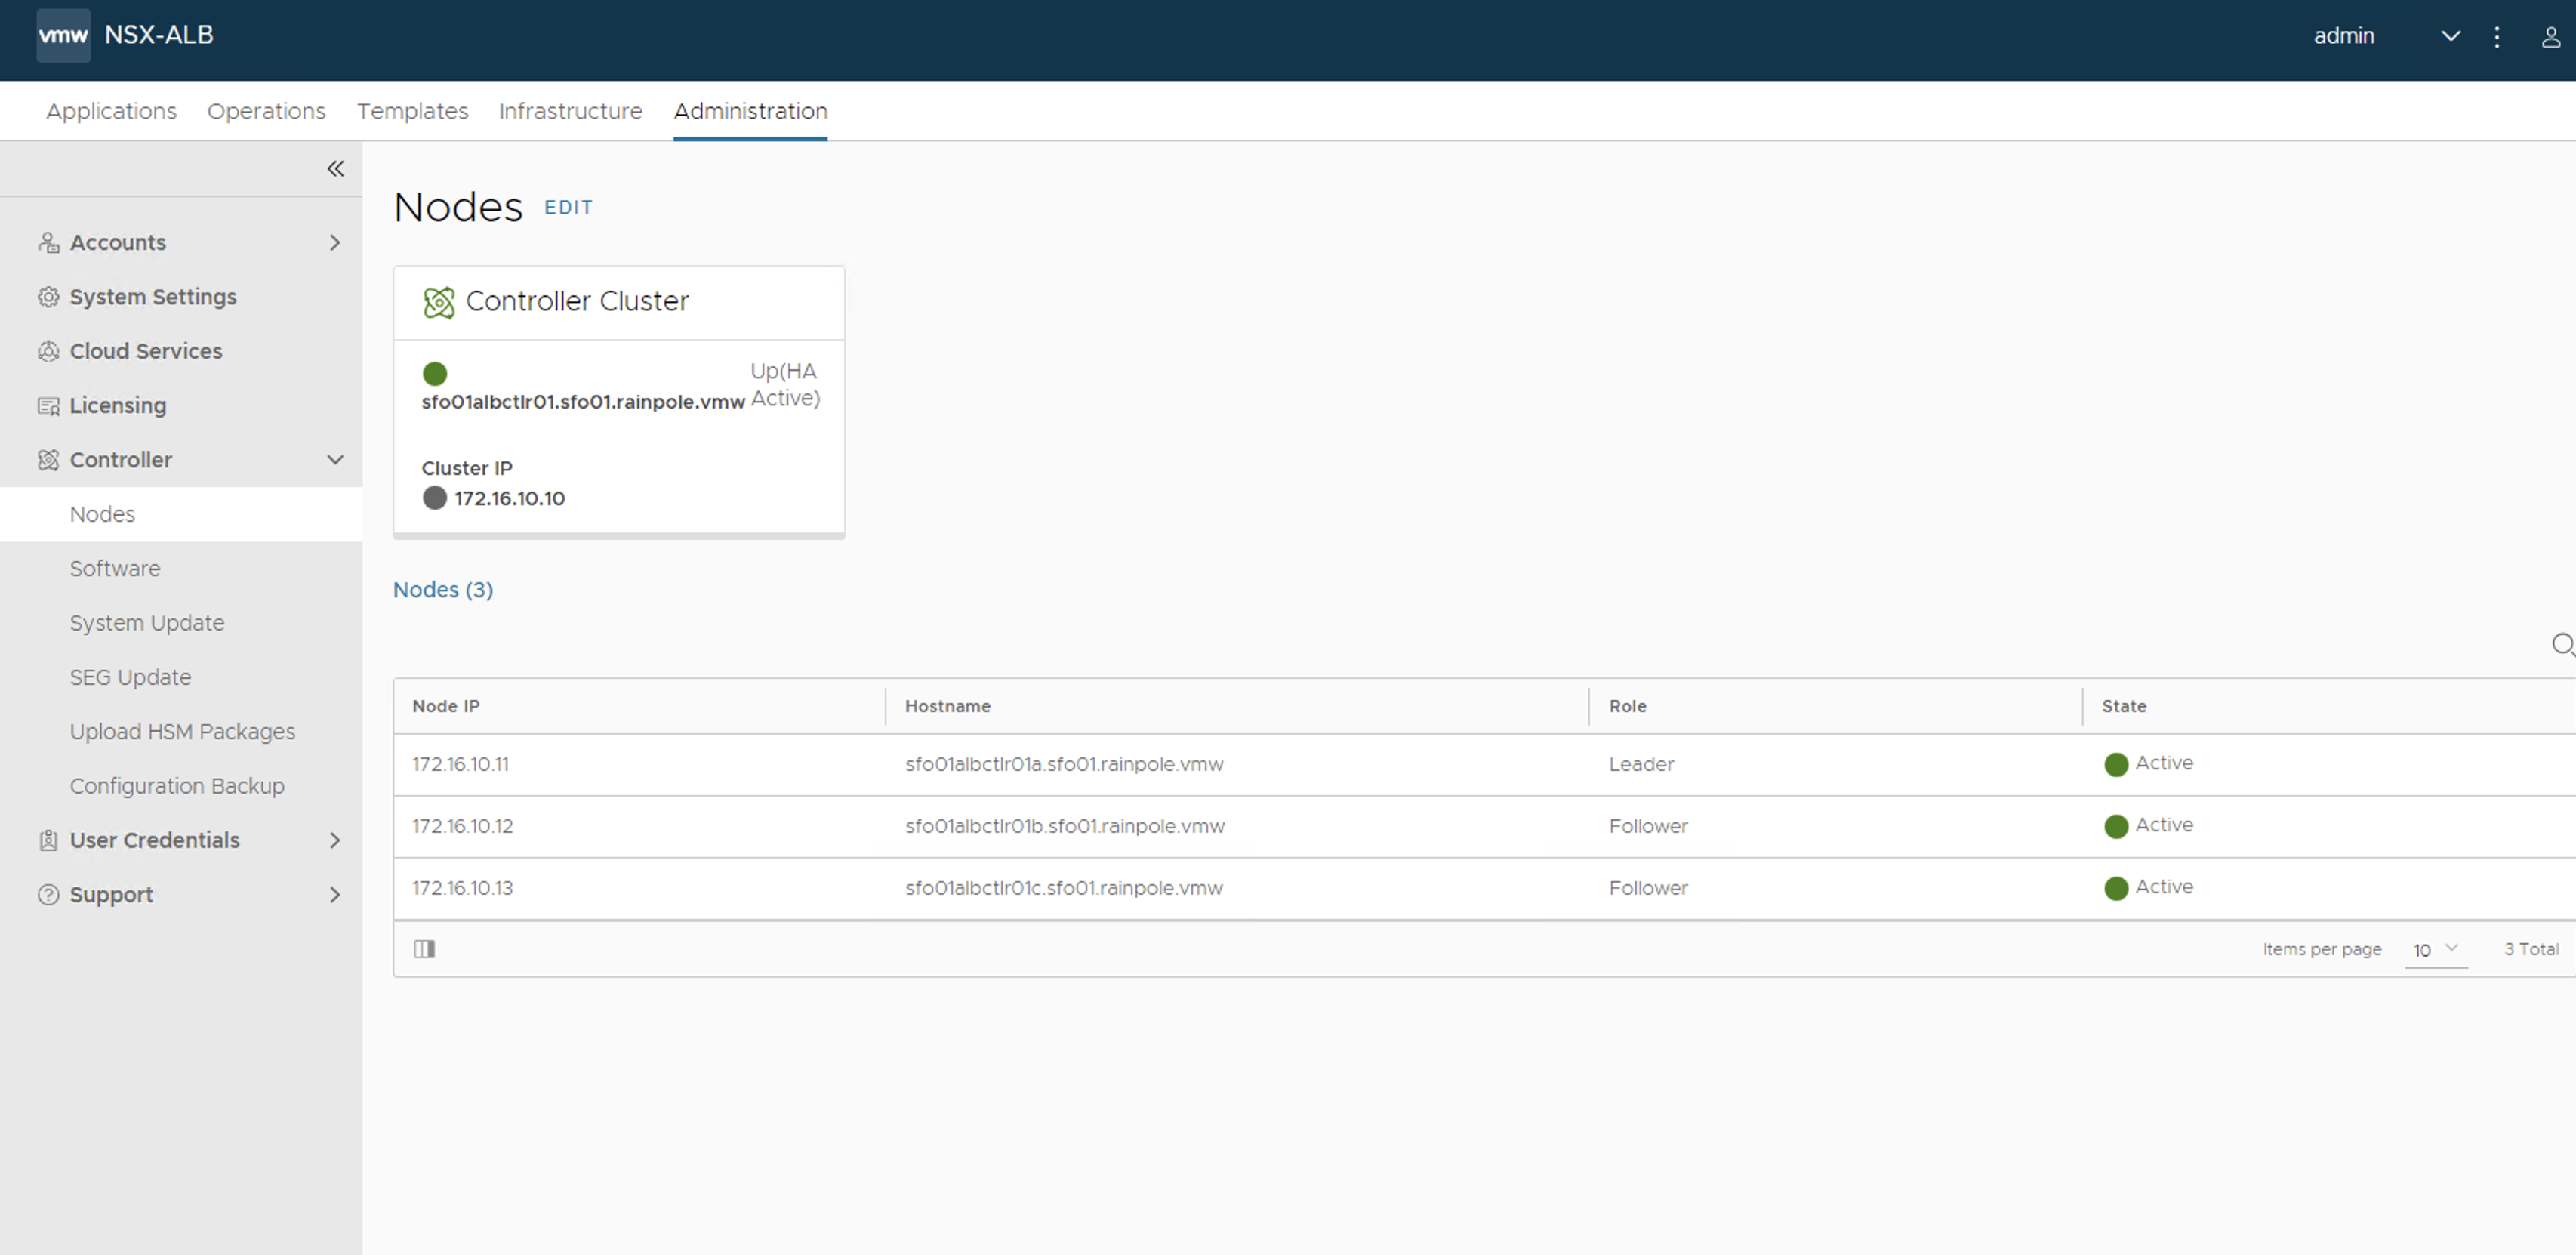 vmw NSX-ALB admin
Applications Operations Templates Infrastructure Administration
Accounts
System Settings
Cloud Services
Licensing
Controller
Nodes
Software
System Update
SEG Update
Upload HSM Packages
Configuration Backup
User Credentials
Support
Nodes EDIT
Controller Cluster
sfo01albctlr01.sfo01.rainpole.vmw
Up(HA
Active)
Cluster IP
172.16.10.10
Nodes (3)
Node IP Hostname Role State
172.16.10.11 sfo01albctlr01a.sfo01.rainpole.vmw Leader Active
172.16.10.12 sfo01albctlr01b.sfo01.rainpole.vmw Follower Active
172.16.10.13 sfo01albctlr01c.sfo01.rainpole.vmw Follower Active
Items per page 10 3 Total